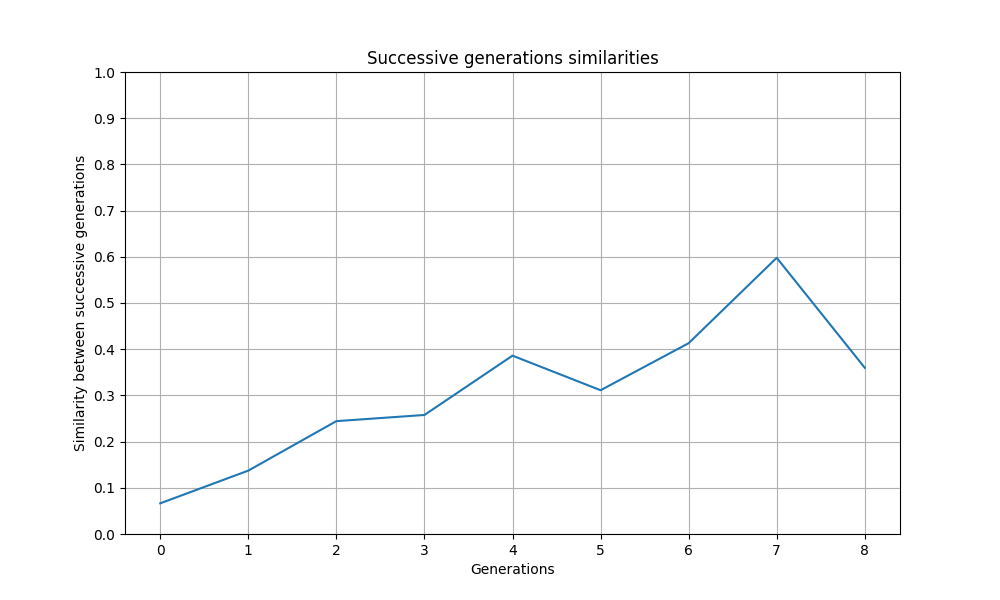 Successive generations similarities
Similarity between successive generations
1.0
0.9
0.8
0.7
0.6
0.5
0.4
0.3
0.2
0.1
0.0
0 1 2 3 4 5 6 7 8
Generations